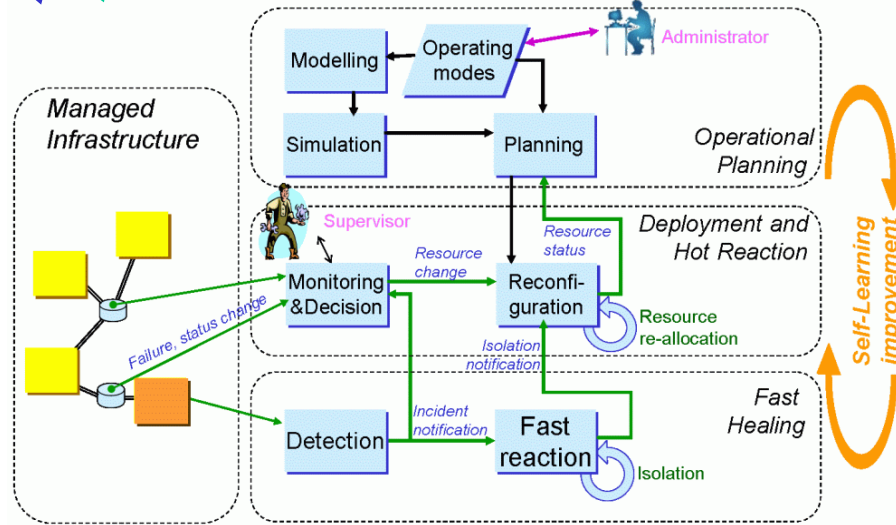 Administrator
Modelling
Operating
modes
Managed
Infrastructure
Simulation
Planning
Operational
Planning
Supervisor
Resource
change
Resource
status
Deployment and
Hot Reaction
Monitoring
&Decision
Reconfi-
guration
Failure, status change
Resource
re-allocation
Isolation
notification
Self-Learning
improvement
Fast
Healing
Incident
notification
Detection
Fast
reaction
Isolation